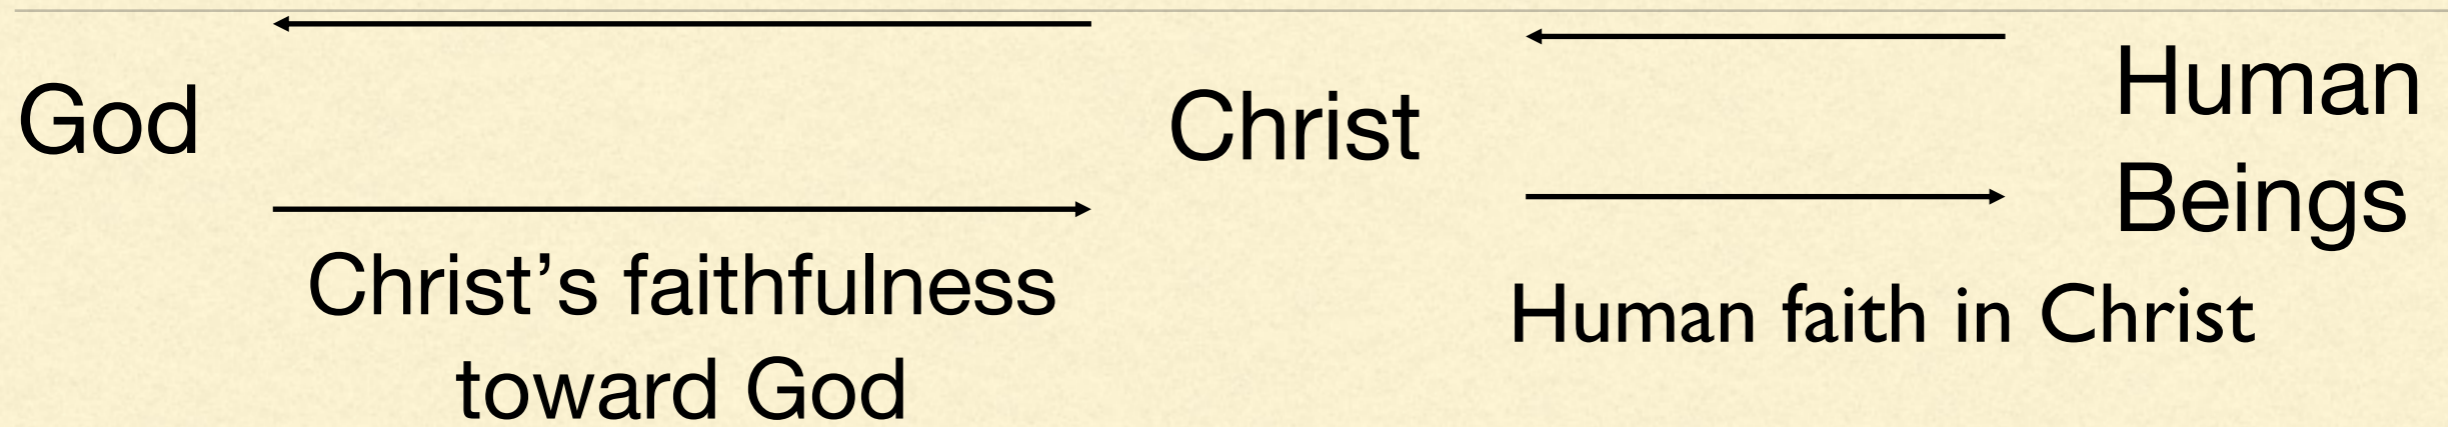 God
Christ
Human
Beings
Christ’s faithfulness
toward God
Human faith in Christ